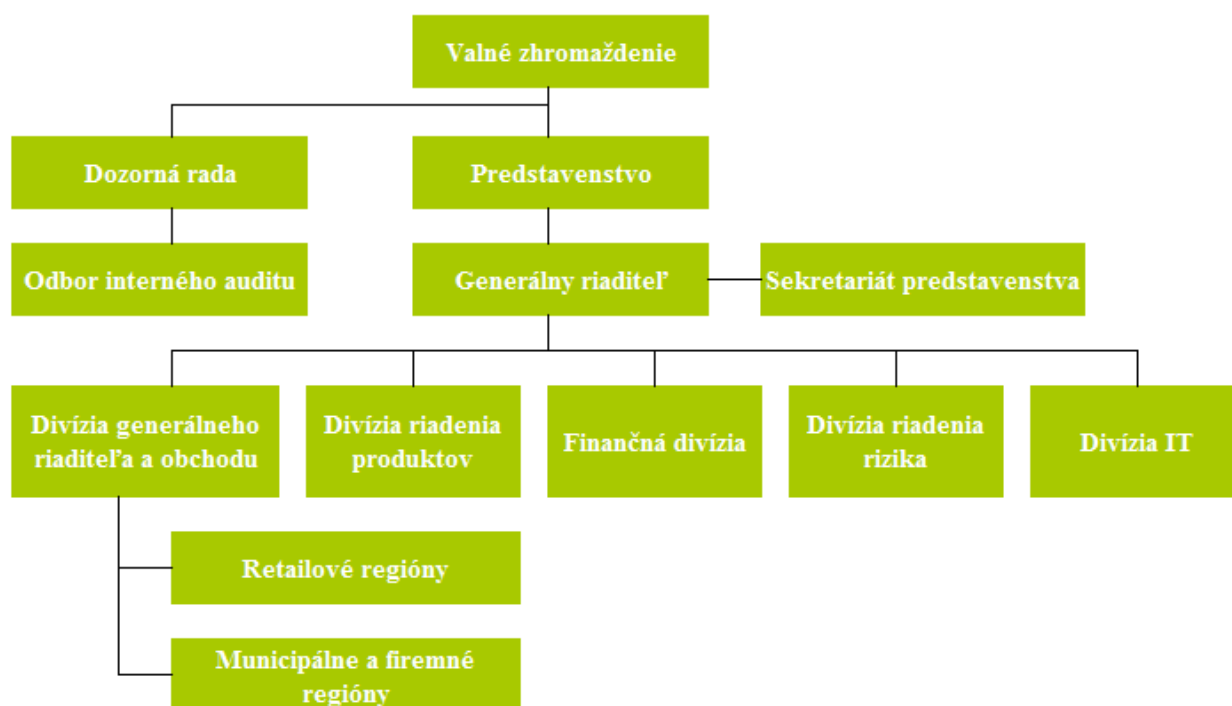 Valné zhromaždenie
Dozorná rada
Predstavenstvo
Odbor interného auditu
Generálny riaditeľ
Sekretariát predstavenstva
Divízia generálneho
riaditeľa a obchodu
Divízia riadenia
produktov
Finančná divízia
Divízia riadenia
rizika
Divízia IT
Retailové regióny
Municipálne a firemné
regióny